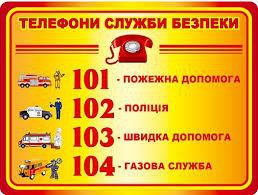 ТЕЛЕФОНИ СЛУЖБИ БЕЗПЕКИ
101 - ПОЖЕЖНА ДОПОМОГА
102 - ПОЛІЦІЯ
103 - ШВИДКА ДОПОМОГА
104 - ГАЗОВА СЛУЖБА